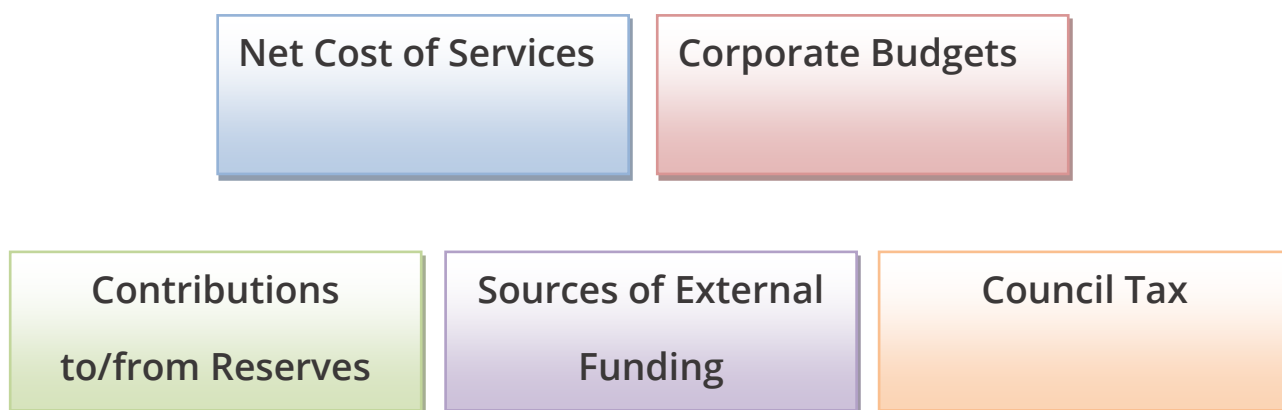 Net Cost of Services
Corporate Budgets
Contributions
to/from Reserves
Sources of External
Funding
Council Tax